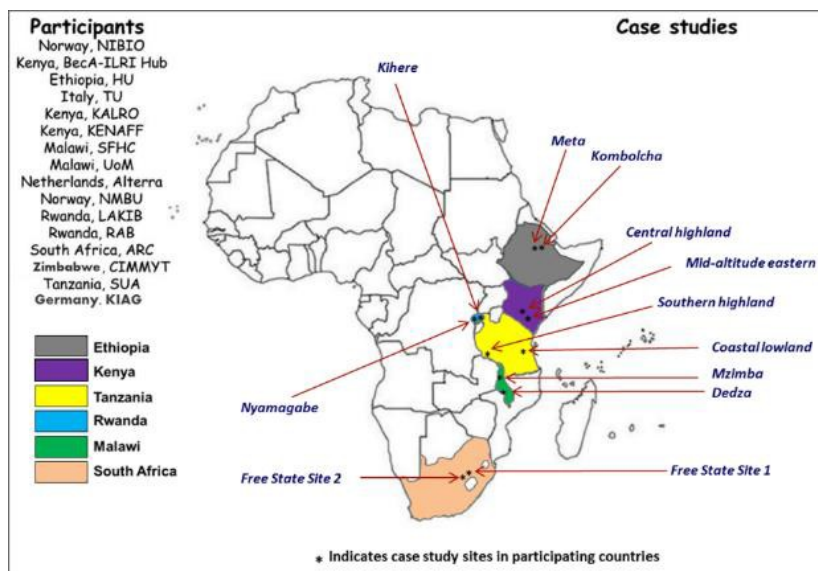 Participants
Norway, NIBIO
Kenya, BecA-ILRI Hub
Ethiopia, HU
Italy, TU
Kenya, KALRO
Kenya, KENAFF
Malawi, SFHC
Malawi, UoM
Netherlands, Alterra
Norway, NMBU
Rwanda, LAKIB
Rwanda, RAB
South Africa, ARC
Zimbabwe, CIMMYT
Tanzania, SUA
Germany. KIAG
Case studies
Kihere
Meta
Kombolcha
Central highland
Mid-altitude eastern
Southern highland
Coastal lowland
Mzimba
Dedza
Nyamagabe
Free State Site 2
Free State Site 1
Ethiopia
Kenya
Tanzania
Rwanda
Malawi
South Africa
* Indicates case study sites in participating countries